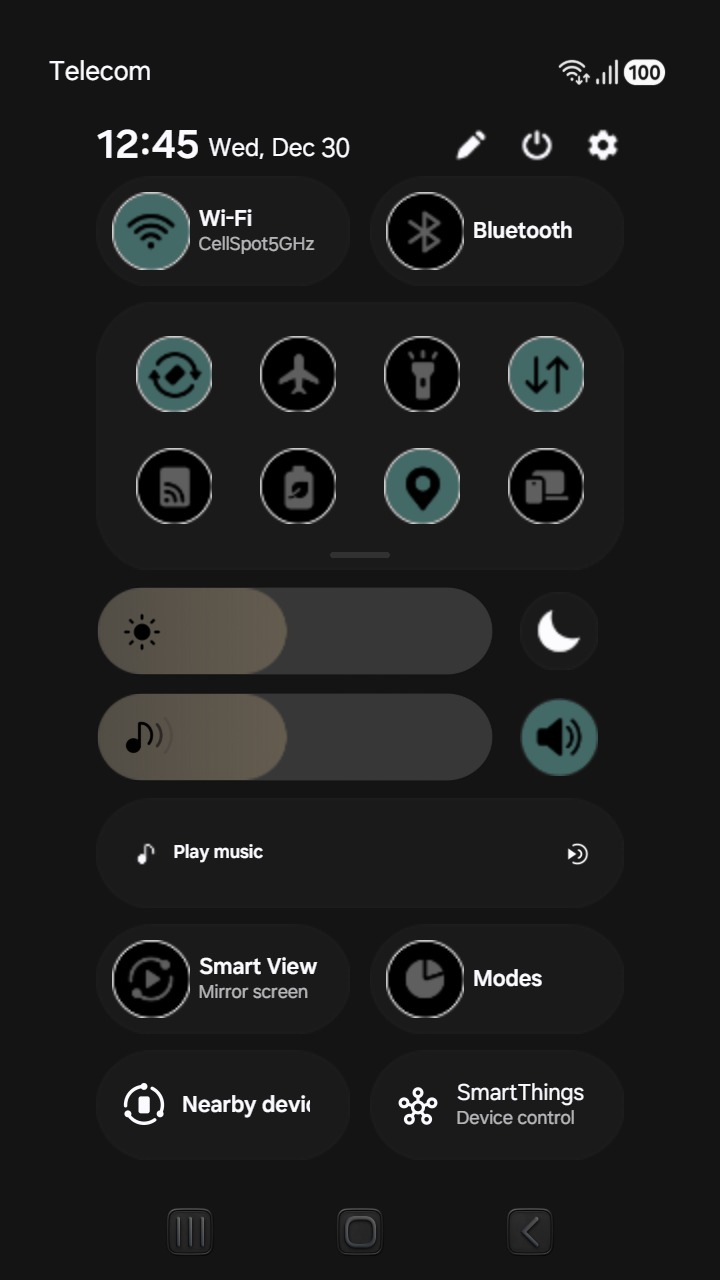 Telecom
100
12:45 Wed, Dec 30
Wi-Fi
CellSpot5GHz
Bluetooth
Play music
Smart View
Mirror screen
Modes
Nearby devi
SmartThings
Device control